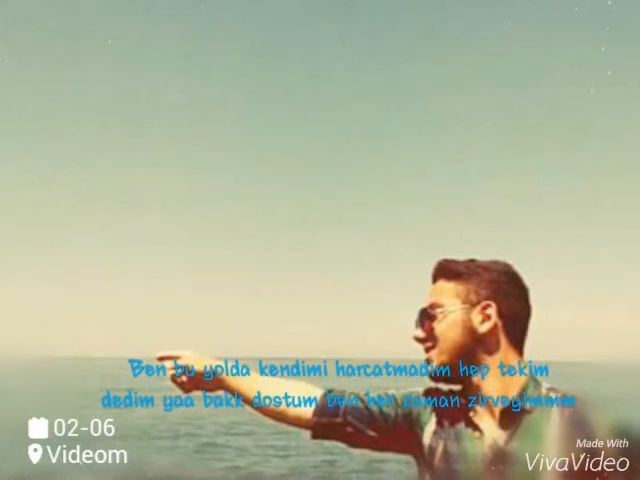 Ben bu yolda kendimi harcatmadım hep tekim
dedim yaa bakk dostum ben her zaman zirveyimmm
02-06
Videom
Made With
VivaVideo